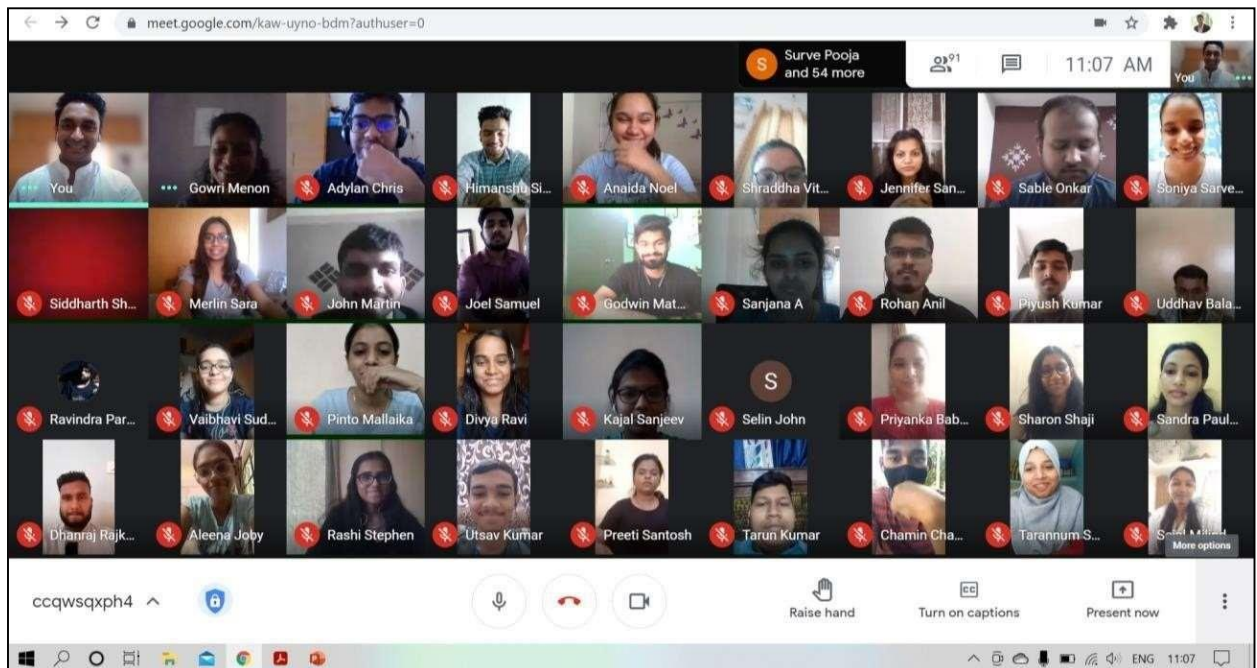 meet.google.com/kaw-uyno-bdm?authuser=0
S
Surve Pooja
and 54 more
91
11:07 AM
You
You
Gowri Menon
Adylan Chris
Himanshu Si...
Anaida Noel
Shraddha Vit...
Jennifer San...
Sable Onkar
Soniya Sarve...
Siddharth Sh...
Merlin Sara
John Martin
Joel Samuel
Godwin Mat...
Sanjana A
Rohan Anil
Piyush Kumar
Uddhav Bala...
Ravindra Par...
Vaibhavi Sud...
Pinto Mallaika
Divya Ravi
Kajal Sanjeev
S
Selin John
Priyanka Bab...
Sharon Shaji
Sandra Paul...
Dhanraj Rajk...
Aleena Joby
Rashi Stephen
Utsav Kumar
Preeti Santosh
Tarun Kumar
Chamin Cha...
Tarannum S...
More options
ccqwsqxph4
Raise hand
CC
Turn on captions
Present now
ENG
11:07